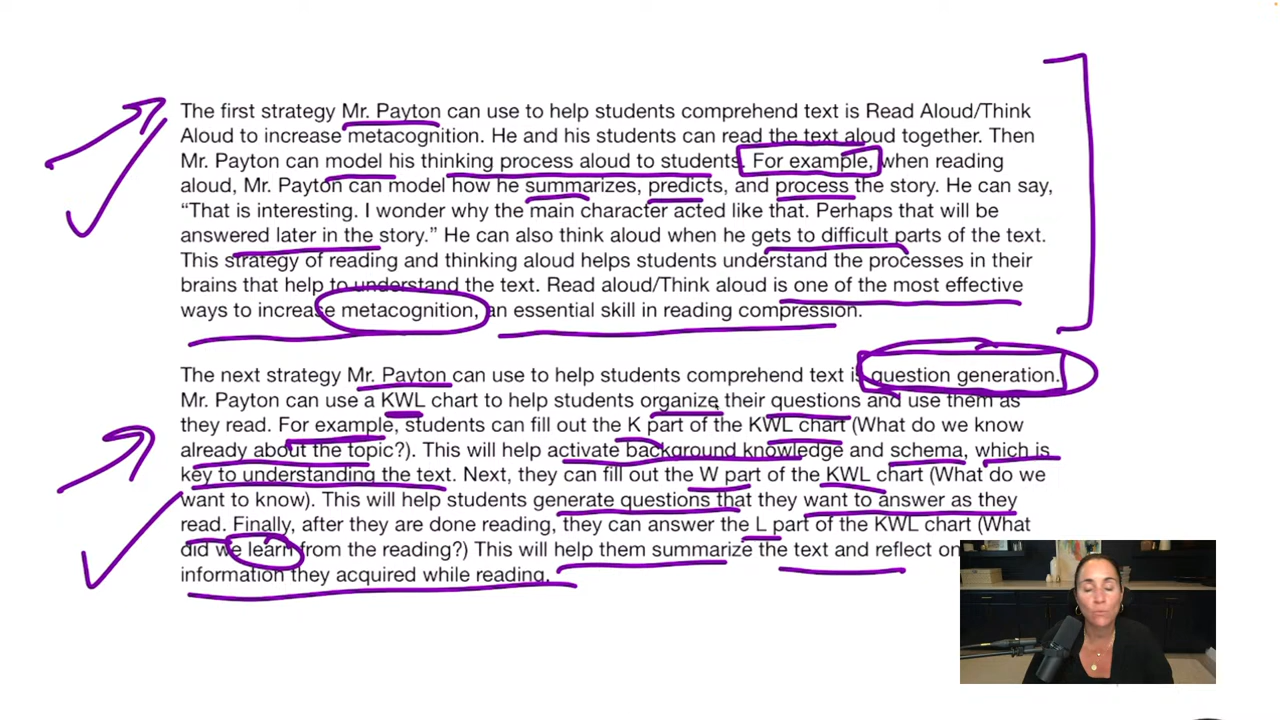 The first strategy Mr. Payton can use to help students comprehend text is Read Aloud/Think
Aloud to increase metacognition. He and his students can read the text aloud together. Then
Mr. Payton can model his thinking process aloud to students. For example, when reading
aloud, Mr. Payton can model how he summarizes, predicts, and process the story. He can say,
“That is interesting. I wonder why the main character acted like that. Perhaps that will be
answered later in the story.” He can also think aloud when he gets to difficult parts of the text.
This strategy of reading and thinking aloud helps students understand the processes in their
brains that help to understand the text. Read aloud/Think aloud is one of the most effective
ways to increase metacognition, an essential skill in reading compression.
The next strategy Mr. Payton can use to help students comprehend text is question generation.
Mr. Payton can use a KWL chart to help students organize their questions and use them as
they read. For example, students can fill out the K part of the KWL chart (What do we know
already about the topic?). This will help activate background knowledge and schema, which is
key to understanding the text. Next, they can fill out the W part of the KWL chart (What do we
want to know). This will help students generate questions that they want to answer as they
read. Finally, after they are done reading, they can answer the L part of the KWL chart (What
did we learn from the reading?) This will help them summarize the text and reflect on
information they acquired while reading.